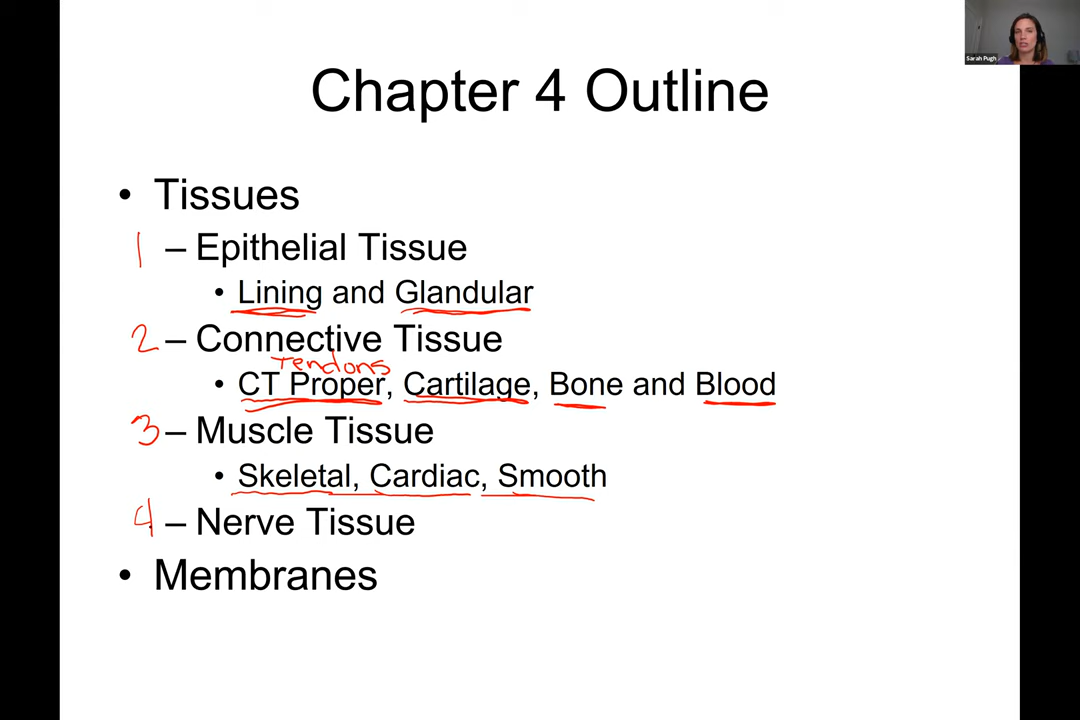 Sarah Pugh
Chapter 4 Outline
• Tissues
1 – Epithelial Tissue
• Lining and Glandular
2 – Connective Tissue
Tendons
• CT Proper, Cartilage, Bone and Blood
3 – Muscle Tissue
• Skeletal, Cardiac, Smooth
4 – Nerve Tissue
• Membranes